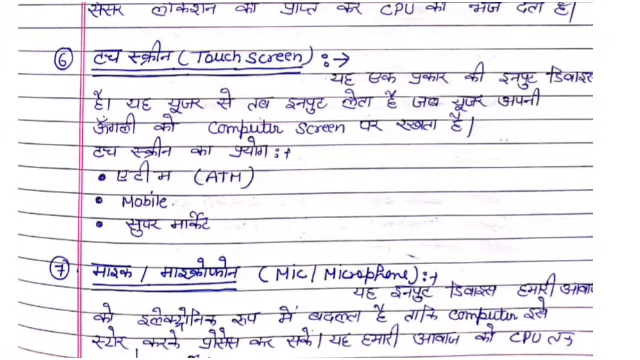 सेंसर लोकेशन को प्राप्त कर CPU को भेज देता है।
⑥ टच स्क्रीन (Touch Screen) :→
यह एक प्रकार की इनपुट डिवाइस
है। यह यूजर से तब इनपुट लेता है जब यूजर अपनी
ऊँगली को Computer Screen पर रखता है।
टच स्क्रीन का प्रयोग :→
• एटीम (ATM)
• Mobile.
• सुपर मार्केट
⑦ माइक / माइक्रोफोन (Mic / Microphone) :→
यह इनपुट डिवाइस हमारी आवाज
को इलेक्ट्रोनिक रूप में बदलता है ताकि Computer इसे
स्टोर करके प्रोसेस कर सकें। यह हमारी आवाज को CPU तक